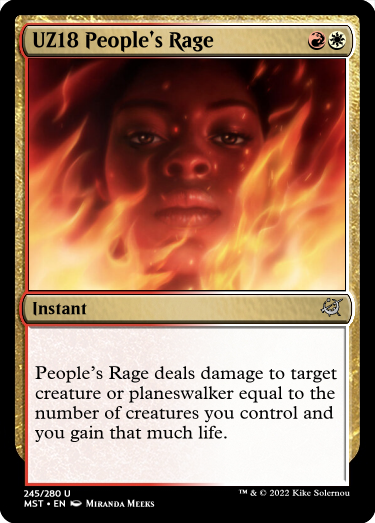 UZ18 People's Rage
Instant
People's Rage deals damage to target
creature or planeswalker equal to the
number of creatures you control and
you gain that much life.
245/280 U
MST • EN Miranda Meeks
™ & © 2022 Kike Solernou